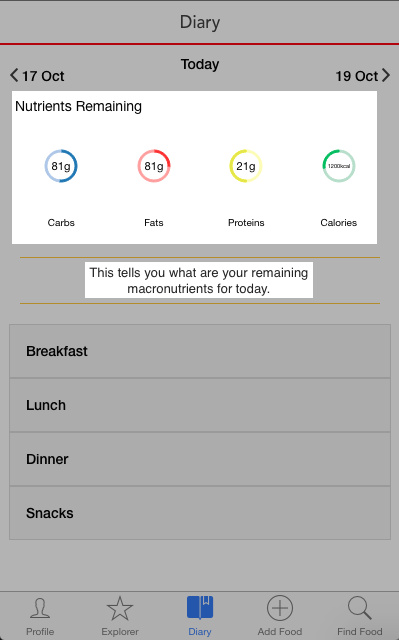 Diary
Today
17 Oct
19 Oct
Nutrients Remaining
81g 81g 21g 1200kcal
Carbs Fats Proteins Calories
This tells you what are your remaining
macronutrients for today.
Breakfast
Lunch
Dinner
Snacks
Profile Explorer Diary Add Food Find Food